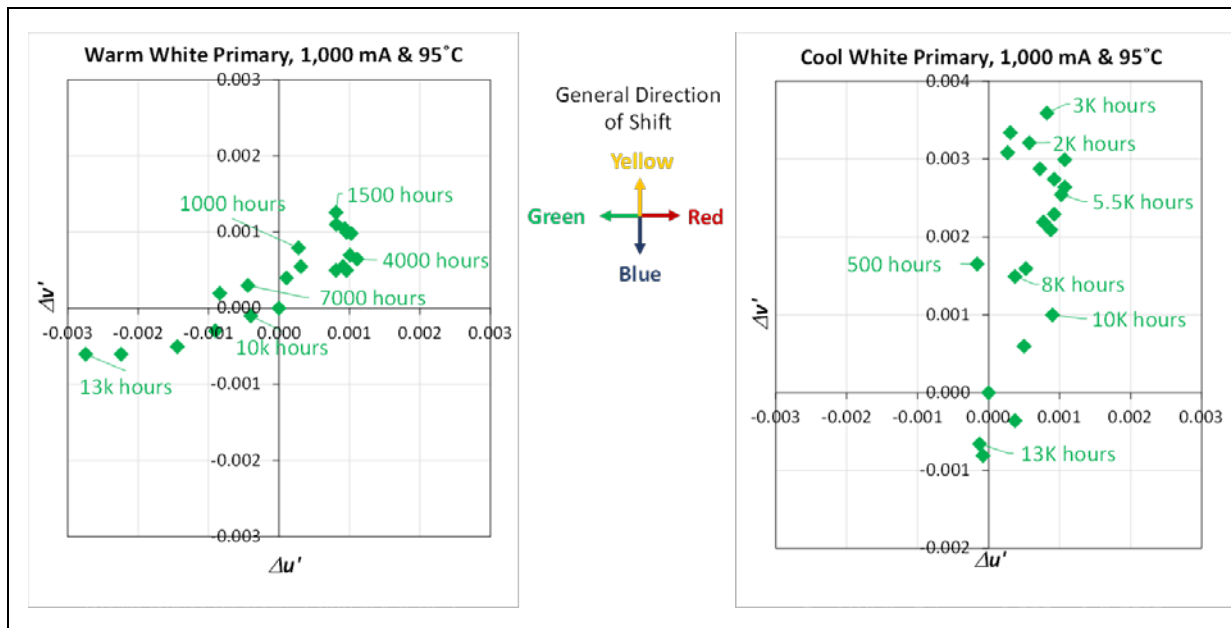 Warm White Primary, 1,000 mA & 95˚C
0.003
0.002
1500 hours
1000 hours
0.001
4000 hours
Δv'
7000 hours
0.000
-0.003 -0.002 -0.001 0.000 0.001 0.002 0.003
10k hours
13k hours
-0.001
-0.002
-0.003
Δu'
General Direction
of Shift
Yellow
Green
Red
Blue
Cool White Primary, 1,000 mA & 95˚C
0.004
3K hours
2K hours
0.003
5.5K hours
0.002
500 hours
8K hours
Δv'
0.001
10K hours
0.000
-0.003 -0.002 -0.001 0.000 0.001 0.002 0.003
13K hours
-0.001
-0.002
Δu'